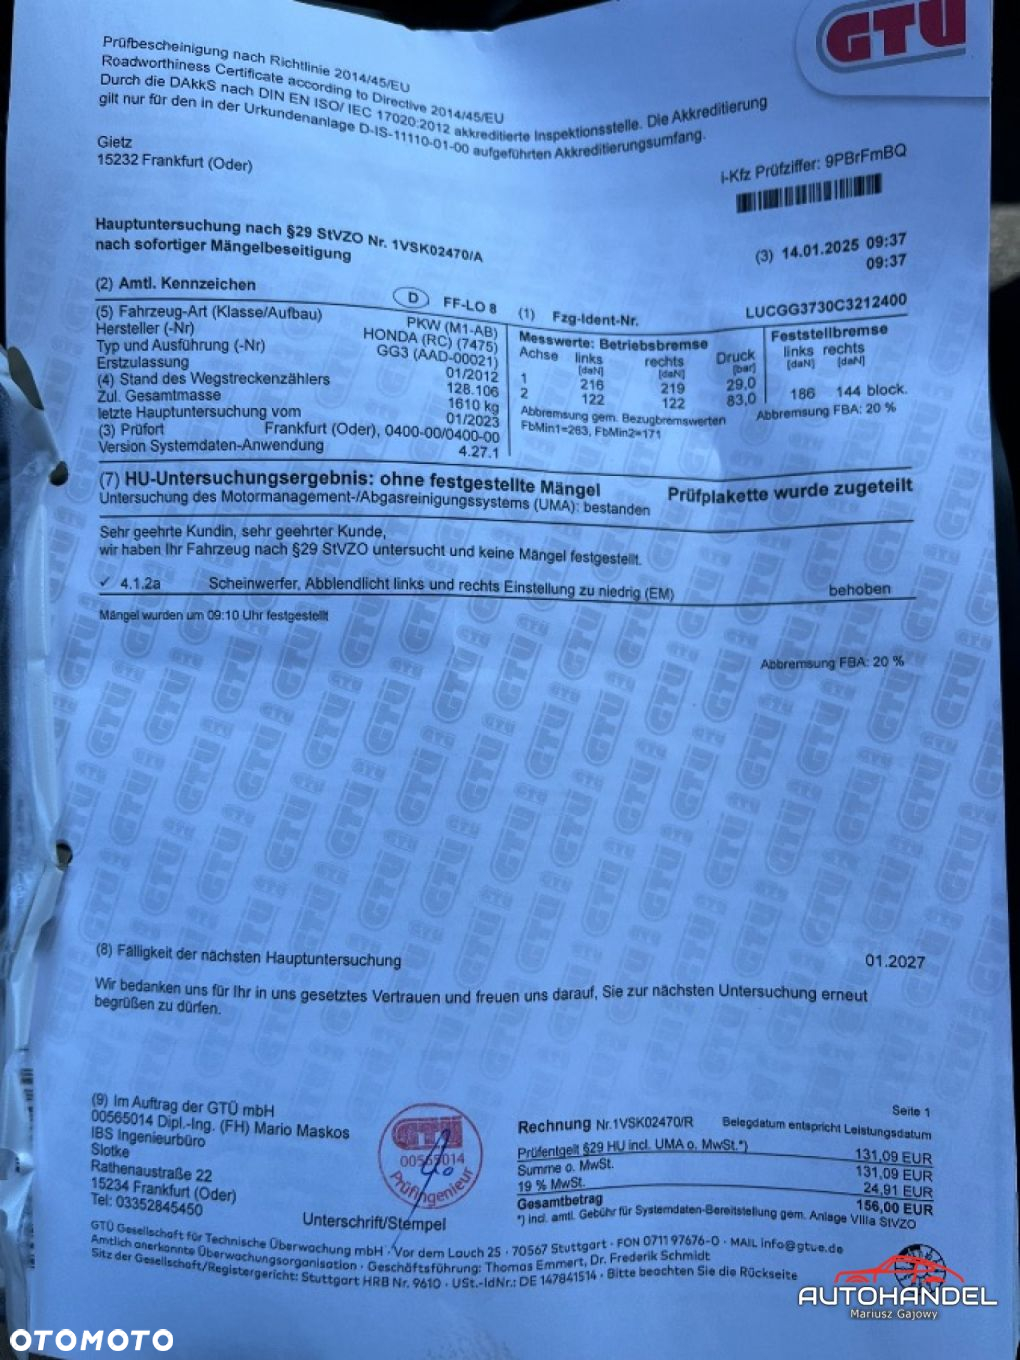 GTÜ
Prüfbescheinigung nach Richtlinie 2014/45/EU
Roadworthiness Certificate according to Directive 2014/45/EU
Durch die DAkkS nach DIN EN ISO/ IEC 17020:2012 akkreditierte Inspektionsstelle. Die Akkreditierung
gilt nur für den in der Urkundenanlage D-IS-11110-01-00 aufgeführten Akkreditierungsumfang.
Gietz
15232 Frankfurt (Oder)
i-Kfz Prüfziffer: 9PBrFmBQ
Hauptuntersuchung nach §29 StVZO Nr. 1VSK02470/A
nach sofortiger Mängelbeseitigung
(3) 14.01.2025 09:37
09:37
(2) Amtl. Kennzeichen D FF-LO 8 (1) Fzg-Ident-Nr. LUCGG3730C3212400
(5) Fahrzeug-Art (Klasse/Aufbau) PKW (M1-AB)
Hersteller (-Nr) HONDA (RC) (7475)
Typ und Ausführung (-Nr) GG3 (AAD-00021)
Erstzulassung 01/2012
(4) Stand des Wegstreckenzählers 128.106
Zul. Gesamtmasse 1610 kg
letzte Hauptuntersuchung vom 01/2023
(3) Prüfort Frankfurt (Oder), 0400-00/0400-00
Version Systemdaten-Anwendung 4.27.1
Messwerte: Betriebsbremse Feststellbremse
Achse links rechts Druck links rechts
[daN] [daN] [bar] [daN] [daN]
1 216 219 29,0
2 122 122 83,0 186 144 block.
Abbremsung gem. Bezugbremswerten Abbremsung FBA: 20 %
FbMin1=263, FbMin2=171
(7) HU-Untersuchungsergebnis: ohne festgestellte Mängel Prüfplakette wurde zugeteilt
Untersuchung des Motormanagement-/Abgasreinigungssystems (UMA): bestanden
Sehr geehrte Kundin, sehr geehrter Kunde,
wir haben Ihr Fahrzeug nach §29 StVZO untersucht und keine Mängel festgestellt.
✓ 4.1.2a Scheinwerfer, Abblendlicht links und rechts Einstellung zu niedrig (EM) behoben
Mängel wurden um 09:10 Uhr festgestellt
Abbremsung FBA: 20 %
(8) Fälligkeit der nächsten Hauptuntersuchung 01.2027
Wir bedanken uns für Ihr in uns gesetztes Vertrauen und freuen uns darauf, Sie zur nächsten Untersuchung erneut
begrüßen zu dürfen.
(9) Im Auftrag der GTÜ mbH
00565014 Dipl.-Ing. (FH) Mario Maskos
IBS Ingenieurbüro
Slotke
Rathenaustraße 22
15234 Frankfurt (Oder)
Tel: 03352845450
GTÜ
00565014
Prüfingenieur
Unterschrift/Stempel
Seite 1
Rechnung Nr.1VSK02470/R Belegdatum entspricht Leistungsdatum
Prüfentgelt §29 HU incl. UMA o. MwSt.*) 131,09 EUR
Summe o. MwSt. 131,09 EUR
19 % MwSt. 24,91 EUR
Gesamtbetrag 156,00 EUR
*) incl. amtl. Gebühr für Systemdaten-Bereitstellung gem. Anlage VIIIa StVZO
GTÜ Gesellschaft für Technische Überwachung mbH · Vor dem Lauch 25 · 70567 Stuttgart · FON 0711 97676-0 · MAIL info@gtue.de
Amtlich anerkannte Überwachungsorganisation · Geschäftsführung: Thomas Emmert, Dr. Frederik Schmidt
Sitz der Gesellschaft/Registergericht: Stuttgart HRB Nr. 9610 · USt.-IdNr.: DE 147841514 · Bitte beachten Sie die Rückseite
AUTOHANDEL
Mariusz Gajowy
OTOMOTO